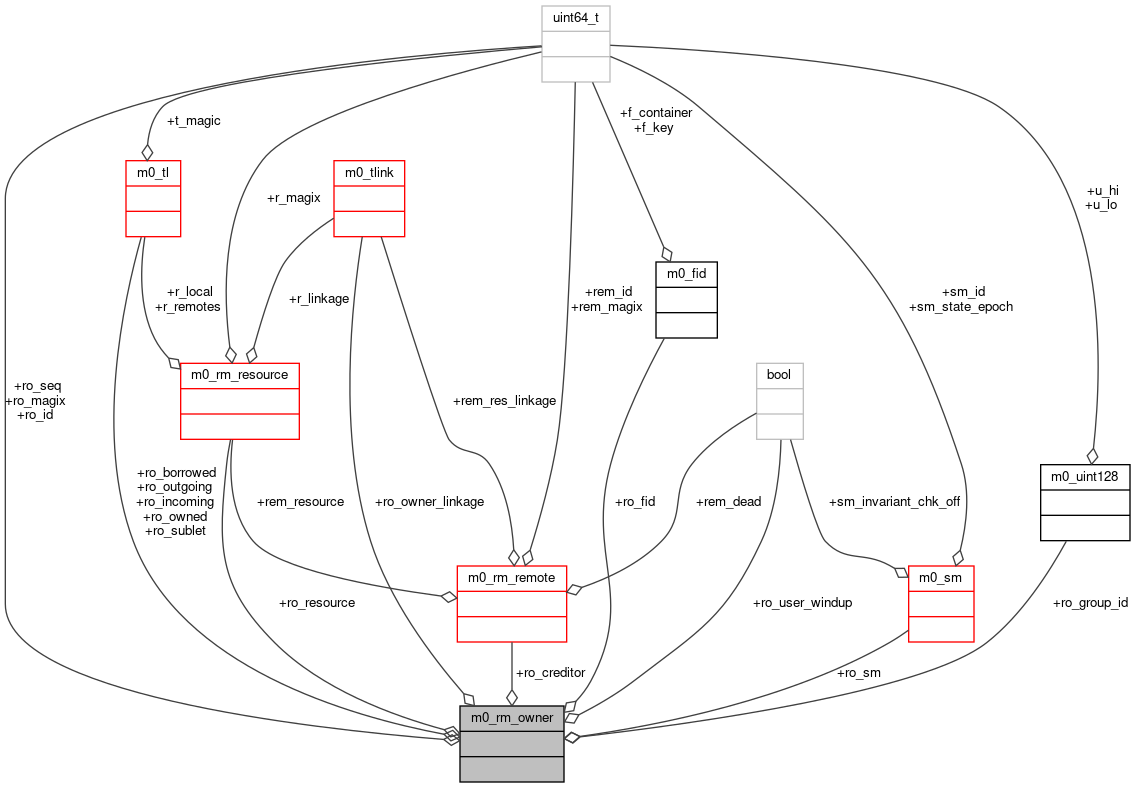 uint64_t
+f_container
+f_key
+t_magic
m0_tl
m0_tlink
+u_hi
+u_lo
+r_magix
m0_fid
+r_local
+r_remotes
+r_linkage
+rem_id
+rem_magix
+sm_id
+sm_state_epoch
m0_rm_resource
bool
+ro_seq
+ro_magix
+ro_id
+rem_res_linkage
+ro_borrowed
+ro_outgoing
+ro_incoming
+ro_owned
+ro_sublet
m0_uint128
+rem_resource
+ro_owner_linkage
+ro_fid
+rem_dead
+sm_invariant_chk_off
m0_rm_remote
m0_sm
+ro_resource
+ro_user_windup
+ro_group_id
+ro_creditor
+ro_sm
m0_rm_owner